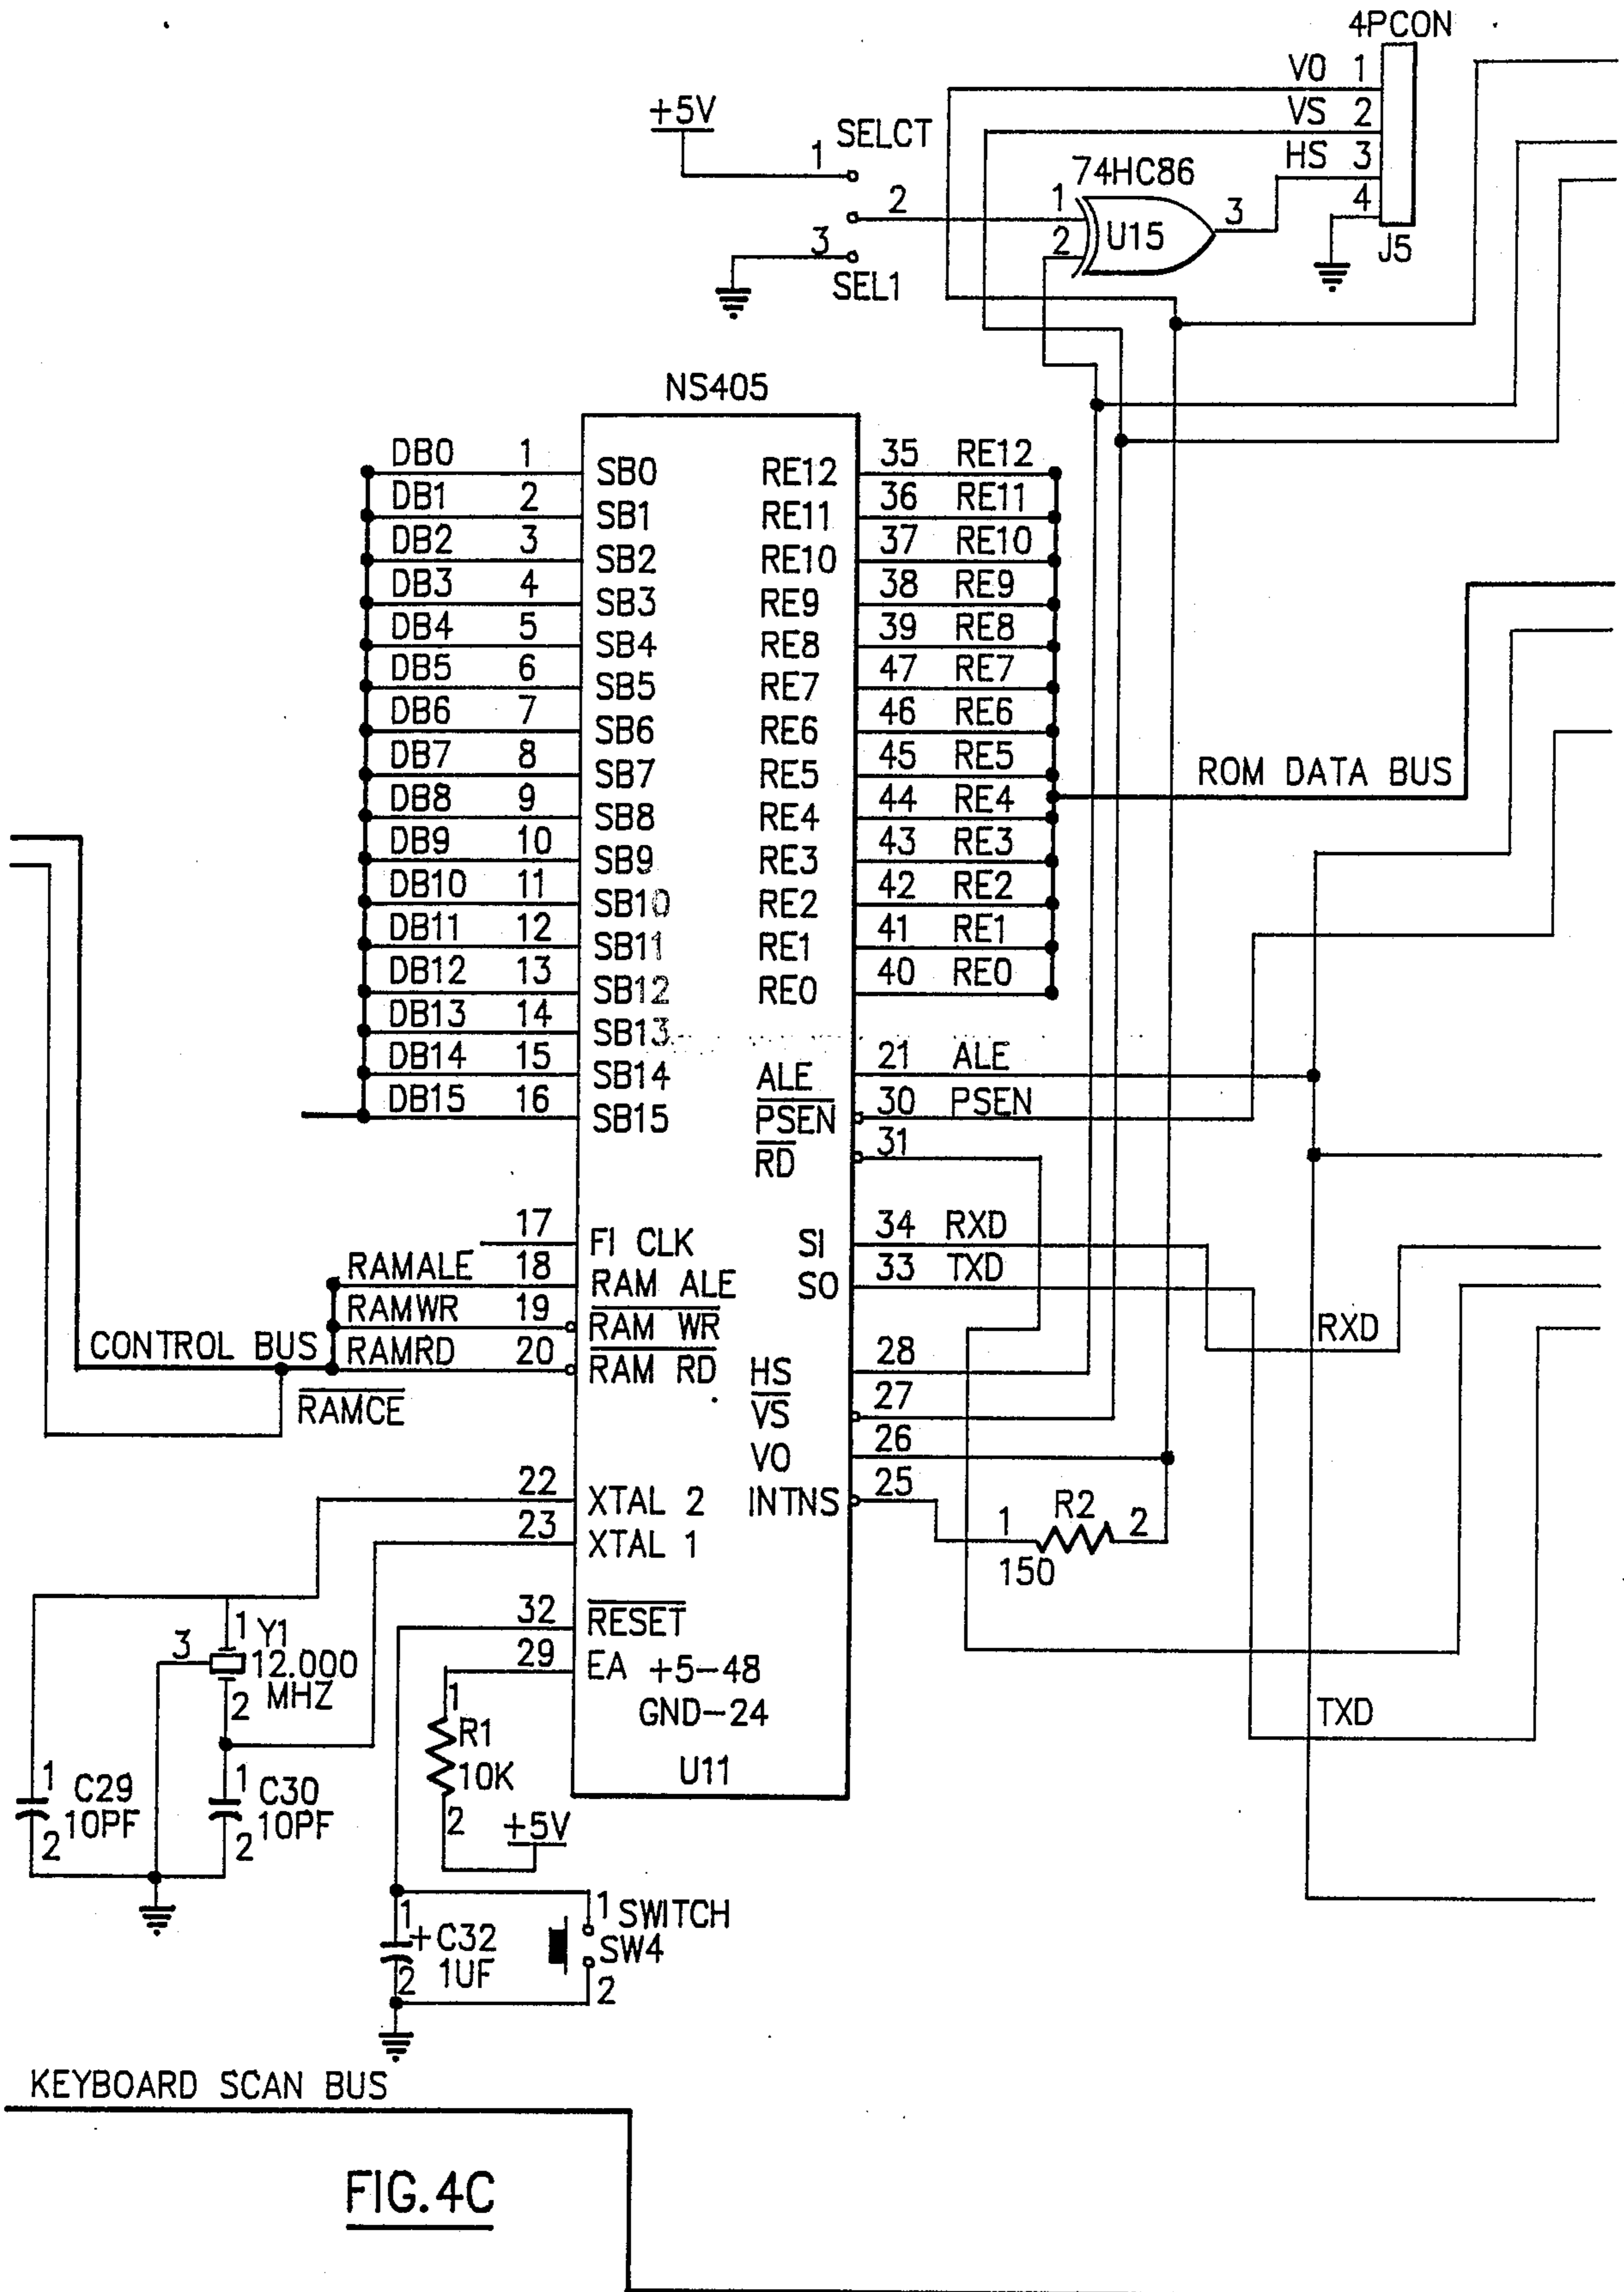 4PCON
VO 1
+5V
VS 2
1 SELCT
HS 3
74HC86
4
2
1
3
U15
2
J5
3
SEL1
NS405
DB0 1 SB0 RE12 35 RE12
DB1 2 SB1 RE11 36 RE11
DB2 3 SB2 RE10 37 RE10
DB3 4 SB3 RE9 38 RE9
DB4 5 SB4 RE8 39 RE8
DB5 6 SB5 RE7 47 RE7
DB6 7 SB6 RE6 46 RE6
DB7 8 SB7 RE5 45 RE5
ROM DATA BUS
DB8 9 SB8 RE4 44 RE4
DB9 10 SB9 RE3 43 RE3
DB10 11 SB10 RE2 42 RE2
DB11 12 SB11 RE1 41 RE1
DB12 13 SB12 RE0 40 RE0
DB13 14 SB13
DB14 15 SB14 ALE 21 ALE
DB15 16 SB15 PSEN 30 PSEN
RD 31
17 FI CLK SI 34 RXD
RAMALE 18 RAM ALE SO 33 TXD
RAMWR 19 RAM WR
RXD
CONTROL BUS RAMRD 20 RAM RD HS 28
RAMCE
VS 27
VO 26
22 XTAL 2 INTNS 25
23 XTAL 1
1 R2 2
150
32 RESET
29 EA +5-48
GND-24
U11
1 Y1
3 12.000
MHZ
2
TXD
1
R1
10K
2 +5V
1 C29
10PF
2
1 C30
10PF
2
1
+C32
1UF
2
1 SWITCH
SW4
2
KEYBOARD SCAN BUS
FIG.4C